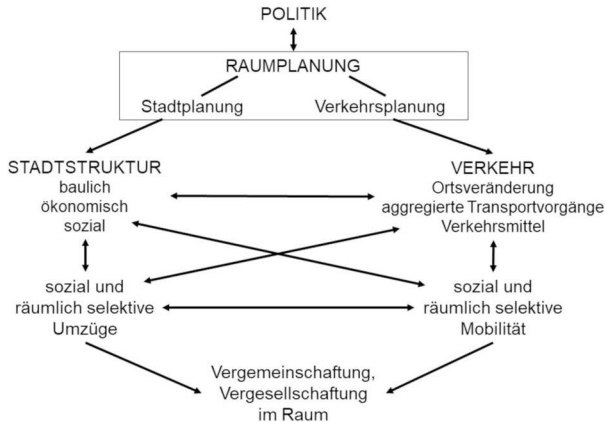 POLITIK
RAUMPLANUNG
Stadtplanung
Verkehrsplanung
STADTSTRUKTUR
baulich
ökonomisch
sozial
VERKEHR
Ortsveränderung
aggregierte Transportvorgänge
Verkehrsmittel
sozial und
räumlich selektive
Umzüge
sozial und
räumlich selektive
Mobilität
Vergemeinschaftung,
Vergesellschaftung
im Raum